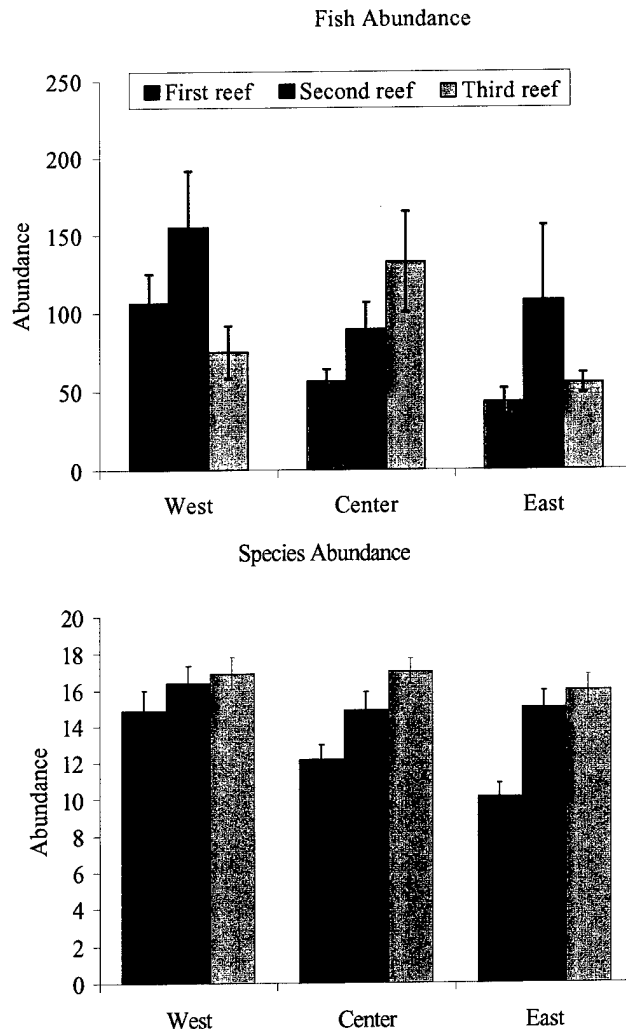 Fish Abundance
250
First reef Second reef Third reef
200
150
100
50
0
Abundance
West Center East
Species Abundance
20
18
16
14
12
10
8
6
4
2
0
Abundance
West Center East